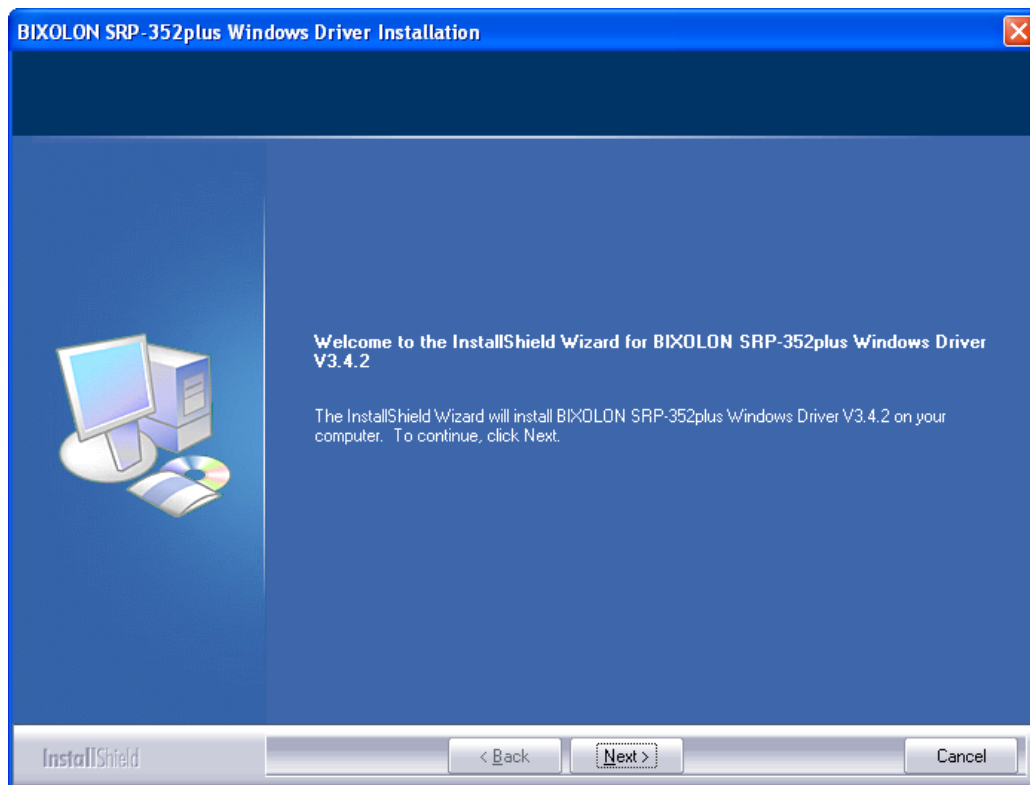 BIXOLON SRP-352plus Windows Driver Installation
Welcome to the InstallShield Wizard for BIXOLON SRP-352plus Windows Driver
V3.4.2
The InstallShield Wizard will install BIXOLON SRP-352plus Windows Driver V3.4.2 on your
computer. To continue, click Next.
InstallShield
< Back
Next >
Cancel